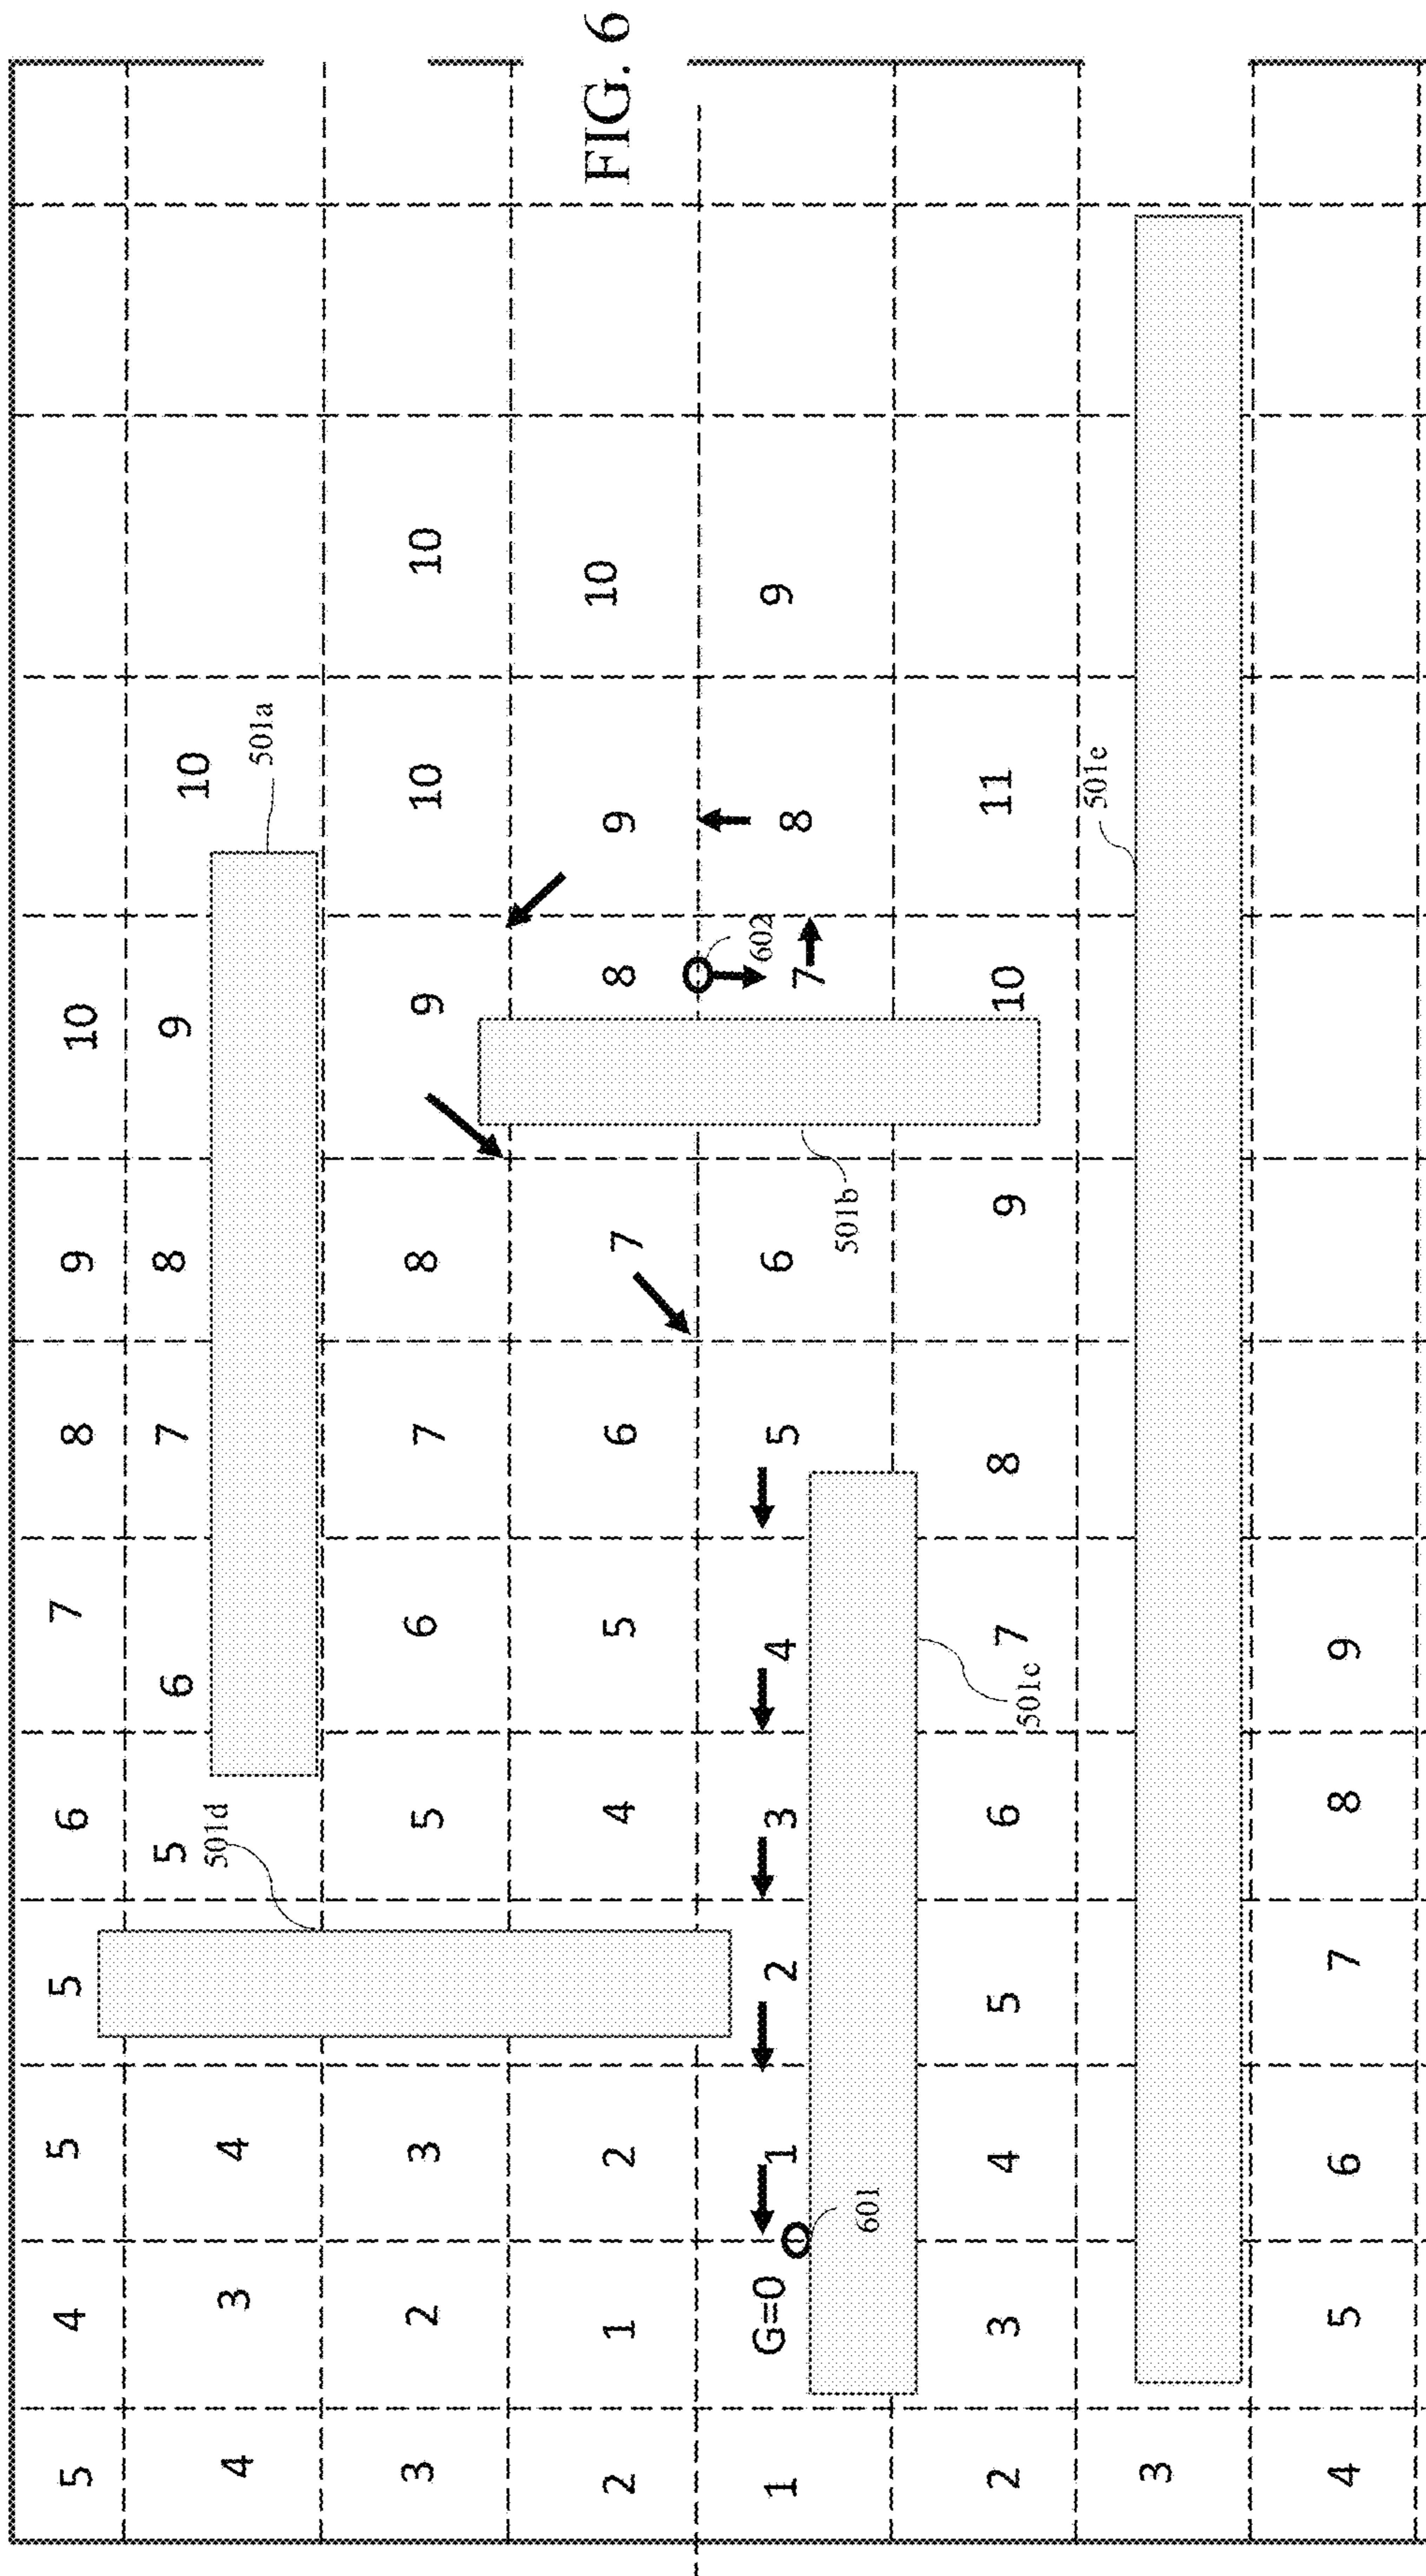 5 4 5 5 6 7 8 9 10
4 3 4 5 6 7 8 9 10
501d 501a
3 2 3 5 6 7 8 9 10 10
2 1 2 4 5 6 7 8 9 10
FIG. 6
1 G=0 1 2 3 4 5 6 7 8 9
602
601 501b
2 3 4 5 6 7 8 9 10 11
501c
501e
3
4 5 6 7 8 9